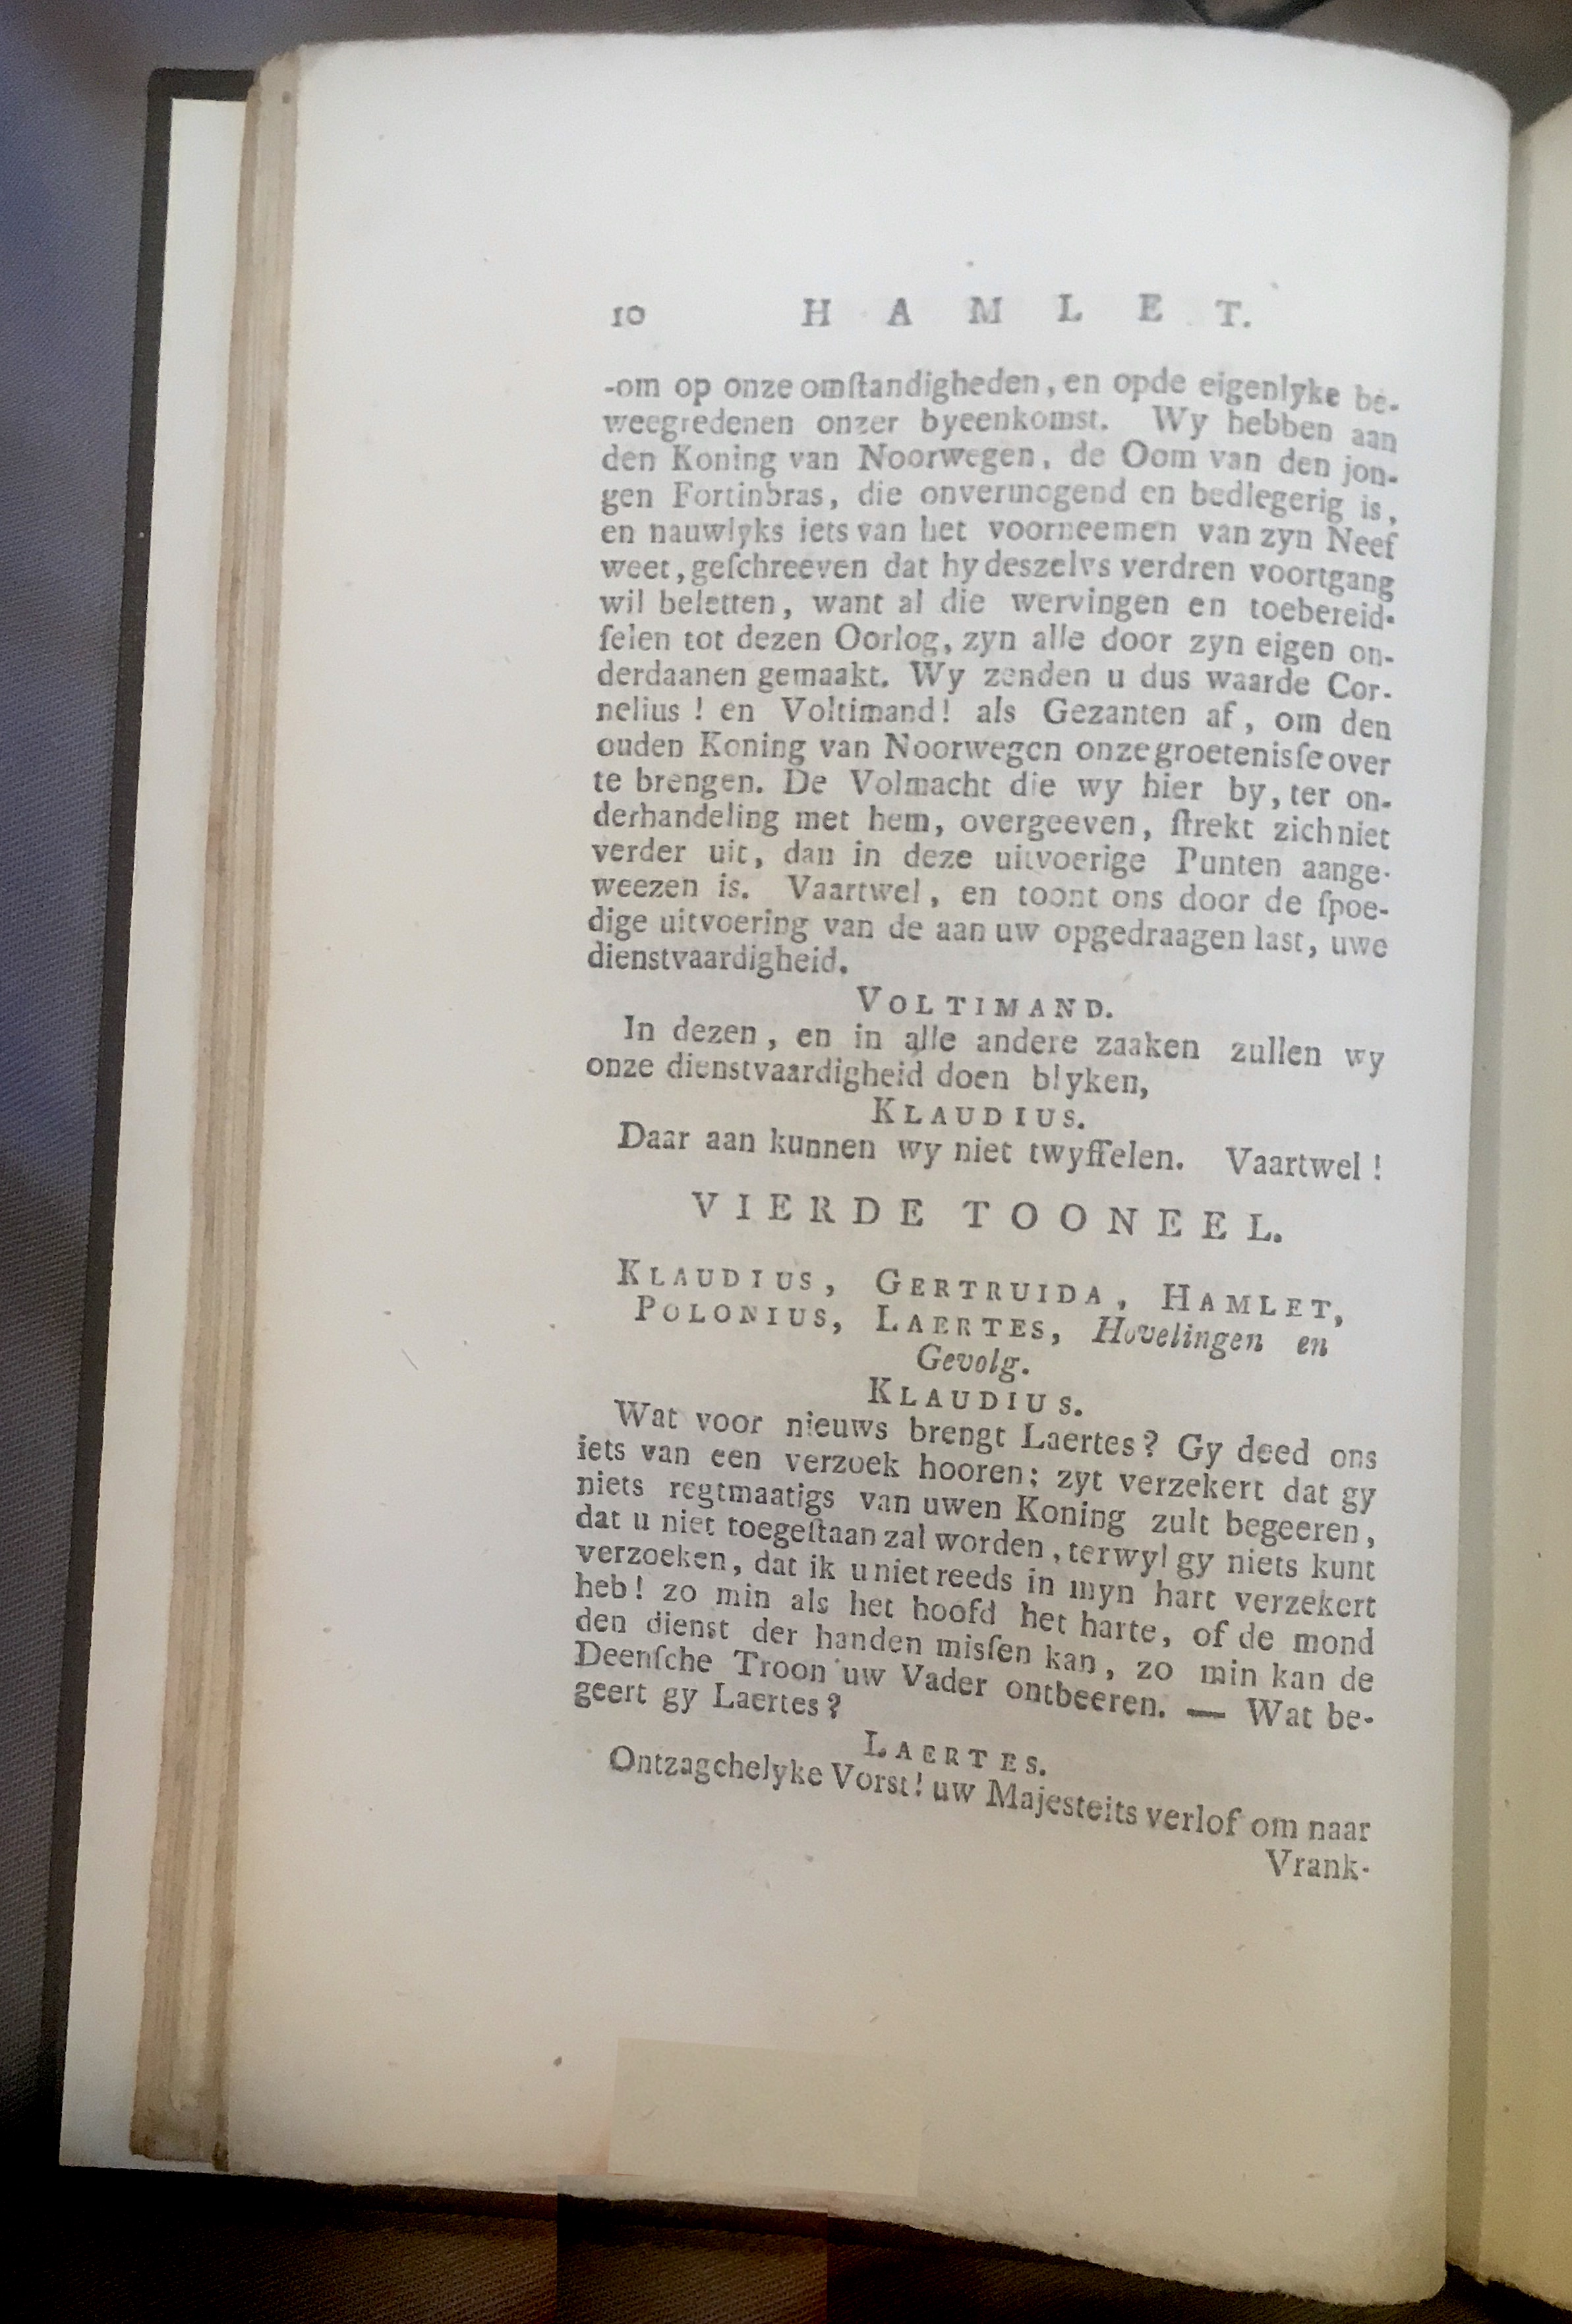 10 H A M L E T.
-om op onze omſtandigheden, en opde eigenlyke be-
weegredenen onzer byeenkomst. Wy hebben aan
den Koning van Noorwegen, de Oom van den jon-
gen Fortinbras, die onvermogend en bedlegerig is,
en nauwlyks iets van het voorneemen van zyn Neef
weet, geſchreeven dat hy deszelvs verdren voortgang
wil beletten, want al die wervingen en toebereid-
ſelen tot dezen Oorlog, zyn alle door zyn eigen on-
derdaanen gemaakt. Wy zenden u dus waarde Cor-
nelius ! en Voltimand! als Gezanten af, om den
ouden Koning van Noorwegen onze groetenisſe over
te brengen. De Volmacht die wy hier by, ter on-
derhandeling met hem, overgeeven, ſtrekt zich niet
verder uit, dan in deze uitvoerige Punten aange-
weezen is. Vaartwel, en toont ons door de ſpoe-
dige uitvoering van de aan uw opgedraagen last, uwe
dienstvaardigheid.
VOLTIMAND.
In dezen, en in alle andere zaaken zullen wy
onze dienstvaardigheid doen blyken,
KLAUDIUS.
Daar aan kunnen wy niet twyffelen. Vaartwel !
VIERDE TOONEEL.
KLAUDIUS, GERTRUIDA, HAMLET,
POLONIUS, LAERTES, Hovelingen en
Gevolg.
KLAUDIUS.
Wat voor nieuws brengt Laertes? Gy deed ons
iets van een verzoek hooren; zyt verzekert dat gy
niets regtmaatigs van uwen Koning zult begeeren,
dat u niet toegeſtaan zal worden, terwyl gy niets kunt
verzoeken, dat ik u niet reeds in myn hart verzekert
heb! zo min als het hoofd het harte, of de mond
den dienst der handen misſen kan, zo min kan de
Deenſche Troon uw Vader ontbeeren. — Wat be-
geert gy Laertes?
LAERTES.
Ontzagchelyke Vorst! uw Majesteits verlof om naar
Vrank-